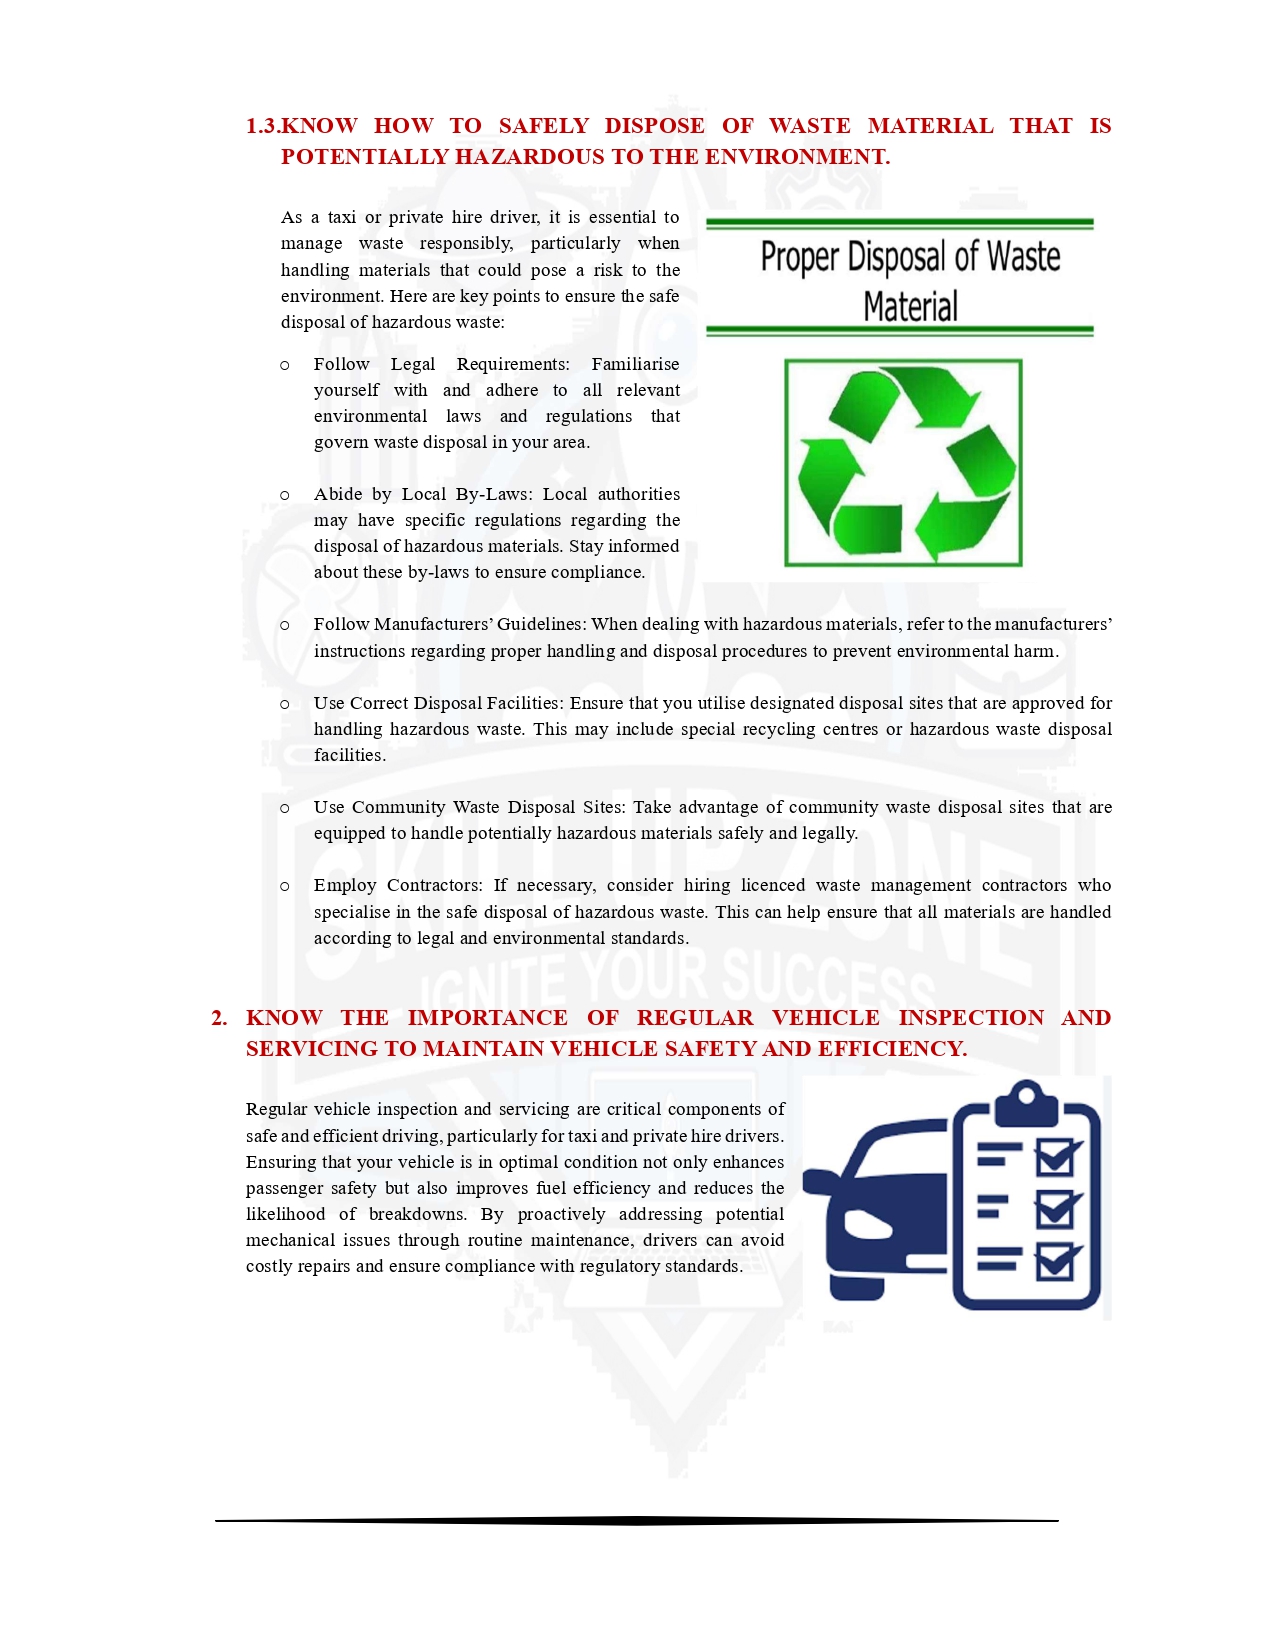 1.3.KNOW HOW TO SAFELY DISPOSE OF WASTE MATERIAL THAT IS
POTENTIALLY HAZARDOUS TO THE ENVIRONMENT.
As a taxi or private hire driver, it is essential to
manage waste responsibly, particularly when
handling materials that could pose a risk to the
environment. Here are key points to ensure the safe
disposal of hazardous waste:
Proper Disposal of Waste
Material
o Follow Legal Requirements: Familiarise
yourself with and adhere to all relevant
environmental laws and regulations that
govern waste disposal in your area.
o Abide by Local By-Laws: Local authorities
may have specific regulations regarding the
disposal of hazardous materials. Stay informed
about these by-laws to ensure compliance.
o Follow Manufacturers’ Guidelines: When dealing with hazardous materials, refer to the manufacturers’
instructions regarding proper handling and disposal procedures to prevent environmental harm.
o Use Correct Disposal Facilities: Ensure that you utilise designated disposal sites that are approved for
handling hazardous waste. This may include special recycling centres or hazardous waste disposal
facilities.
o Use Community Waste Disposal Sites: Take advantage of community waste disposal sites that are
equipped to handle potentially hazardous materials safely and legally.
o Employ Contractors: If necessary, consider hiring licenced waste management contractors who
specialise in the safe disposal of hazardous waste. This can help ensure that all materials are handled
according to legal and environmental standards.
SKILL UP ZONE
IGNITE YOUR SUCCESS
2. KNOW THE IMPORTANCE OF REGULAR VEHICLE INSPECTION AND
SERVICING TO MAINTAIN VEHICLE SAFETY AND EFFICIENCY.
Regular vehicle inspection and servicing are critical components of
safe and efficient driving, particularly for taxi and private hire drivers.
Ensuring that your vehicle is in optimal condition not only enhances
passenger safety but also improves fuel efficiency and reduces the
likelihood of breakdowns. By proactively addressing potential
mechanical issues through routine maintenance, drivers can avoid
costly repairs and ensure compliance with regulatory standards.